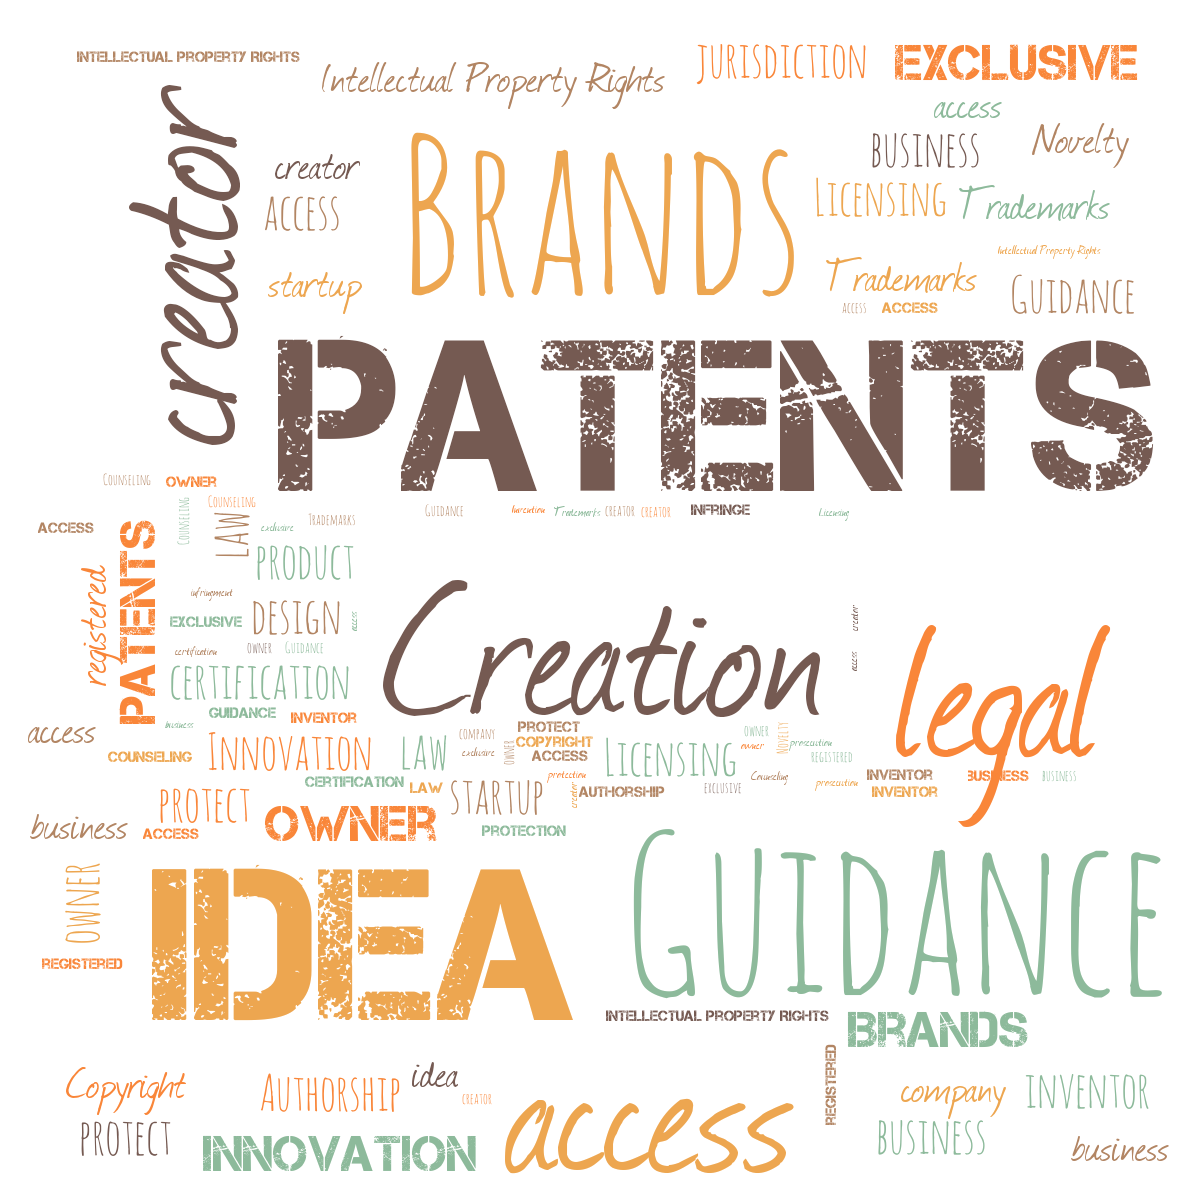 INTELLECTUAL PROPERTY RIGHTS
Intellectual Property Rights
JURISDICTION
EXCLUSIVE
creator
access
BUSINESS
Novelty
creator
BRANDS
ACCESS
LICENSING
Trademarks
Intellectual Property Rights
startup
Trademarks
GUIDANCE
ACCESS
ACCESS
PATENTS
COUNSELING
OWNER
COUNSELING
COUNSELING
GUIDANCE
Trademarks
CREATOR
CREATOR
INFRINGE
Licensing
ACCESS
PATENTS
LAW
exclusive
TRADEMARKS
PRODUCT
registered
infringment
Creation
EXCLUSIVE
DESIGN
access
creator
legal
certification
OWNER
GUIDANCE
access
CERTIFICATION
GUIDANCE
INVENTOR
business
access
COUNSELING
INNOVATION
LAW
COMPANY
exclusive
OWNER
PROTECT
COPYRIGHT
ACCESS
LICENSING
OWNER
owner
NOVELTY
prosecution
REGISTERED
CERTIFICATION
LAW
STARTUP
protection
creator
AUTHORSHIP
EXCLUSIVE
Counseling
prosecution
INVENTOR
INVENTOR
BUSINESS
BUSINESS
PROTECT
business
ACCESS
OWNER
PROTECTION
OWNER
IDEA
GUIDANCE
REGISTERED
INTELLECTUAL PROPERTY RIGHTS
BRANDS
REGISTERED
Copyright
AUTHORSHIP
idea
CREATOR
access
company
INVENTOR
PROTECT
INNOVATION
BUSINESS
business